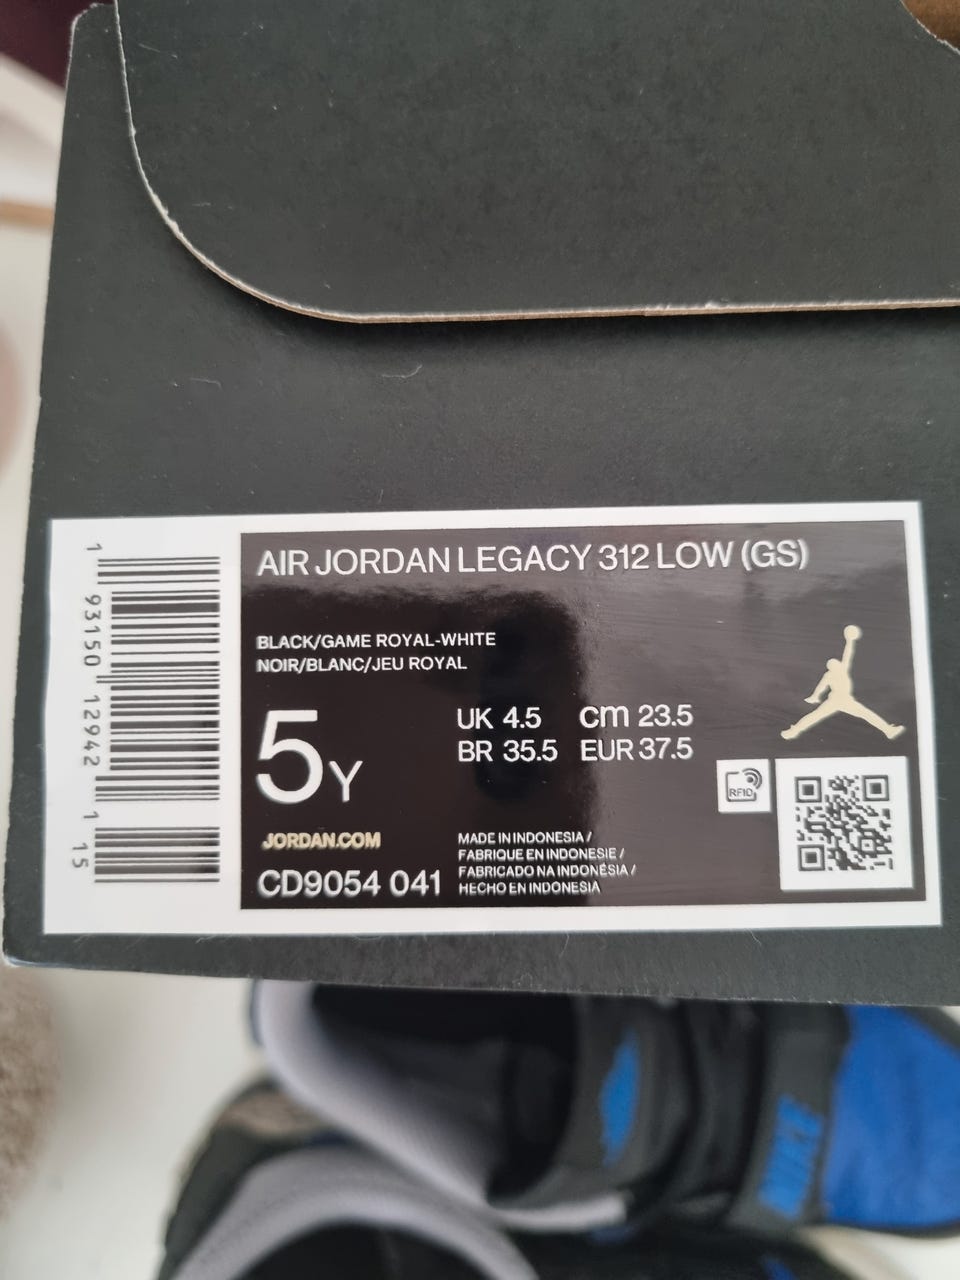 AIR JORDAN LEGACY 312 LOW (GS)
BLACK/GAME ROYAL-WHITE
NOIR/BLANC/JEU ROYAL
5Y
UK 4.5 cm 23.5
BR 35.5 EUR 37.5
RFID
JORDAN.COM
CD9054 041
MADE IN INDONESIA /
FABRIQUE EN INDONESIE /
FABRICADO NA INDONÉSIA /
HECHO EN INDONESIA
1 93150 12942 1 15
NIKE